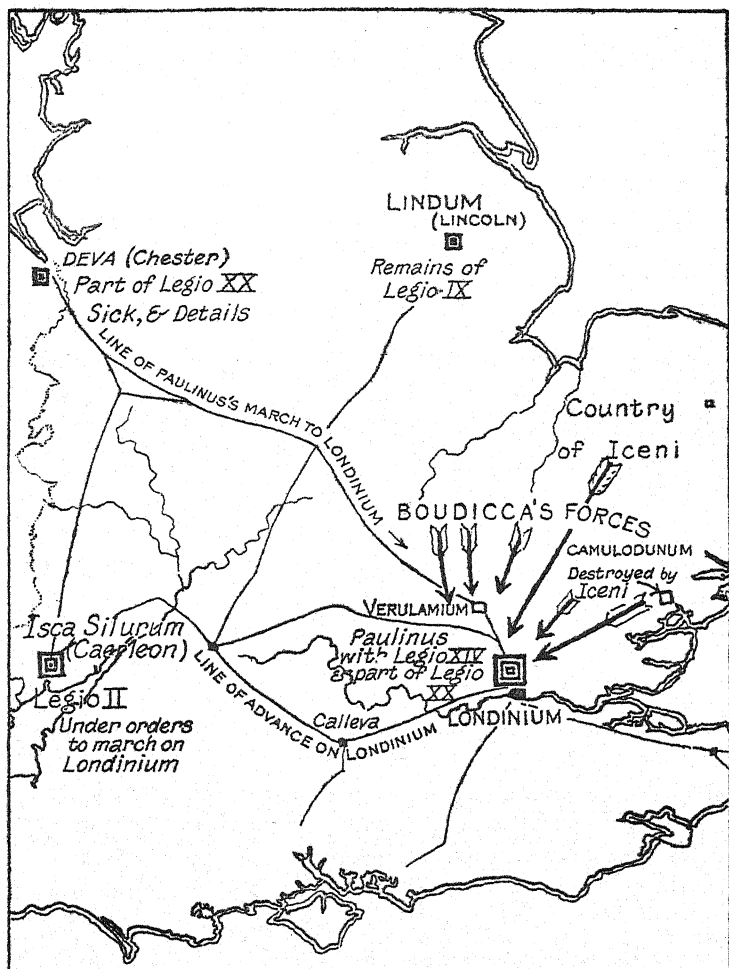 LINDUM
(LINCOLN)
Remains of
Legio IX
DEVA (Chester)
Part of Legio XX
Sick, & Details
LINE OF PAULINUS'S MARCH TO LONDINIUM
Country
of Iceni
BOUDICCA'S FORCES
CAMULODUNUM
Destroyed by
Iceni
VERULAMIUM
Isca Silurum
(Caerleon)
Legio II
Under orders
to march on
Londinium
Paulinus
with Legio XIV
& part of Legio
XX
LINE OF ADVANCE ON LONDINIUM
Calleva
LONDINIUM